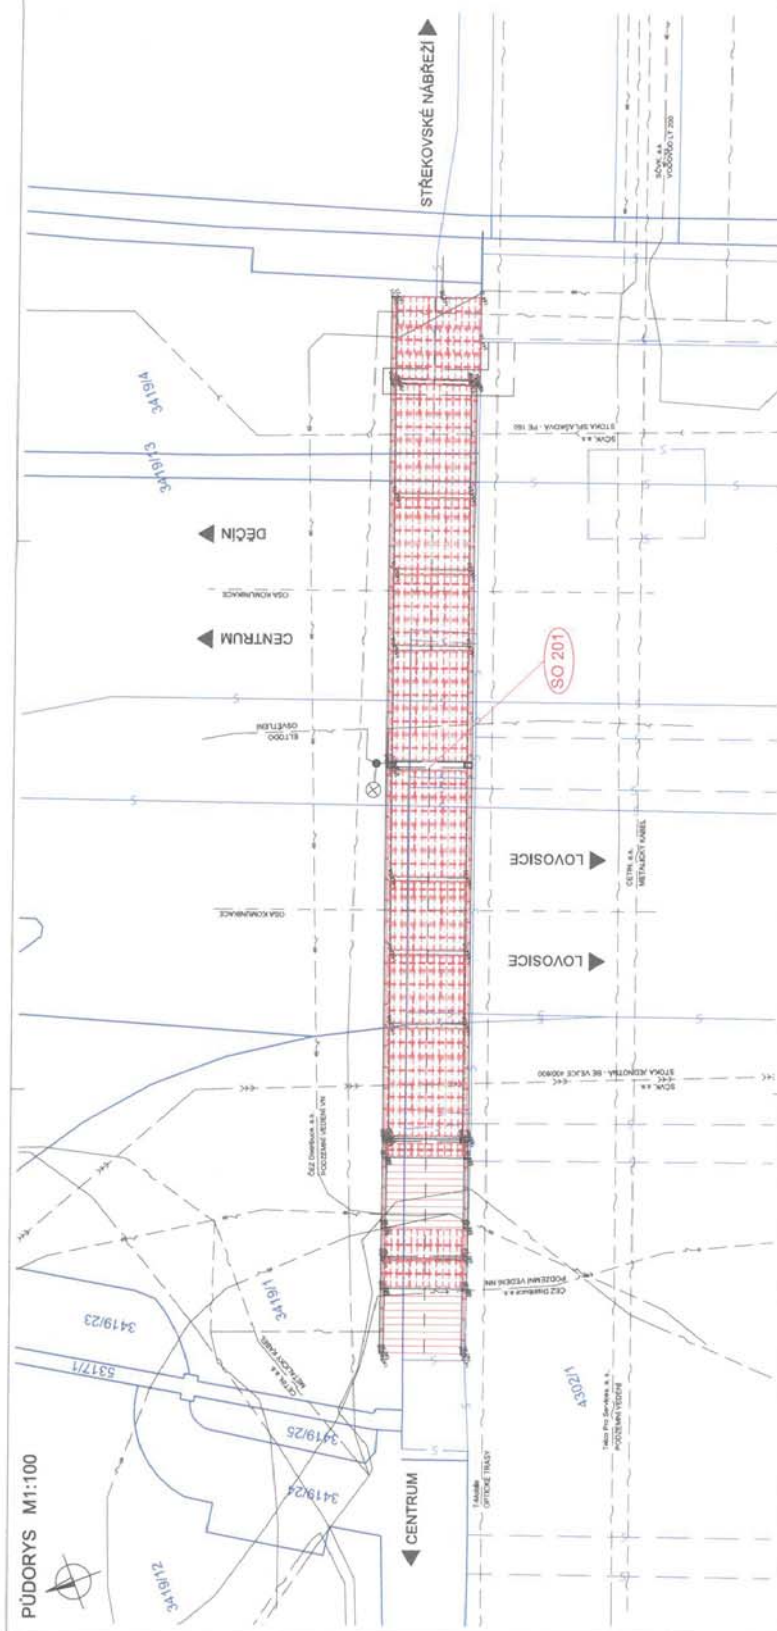 PŮDORYS M1:100
STŘEKOVSKÉ NÁBŘEŽÍ
SČVK, a.s.
VODOVOD LT 200
3419/4
3419/13
STOKA SPLAŠKOVÁ - PE 160
SČVK, a.s.
DĚČÍN
OSA KOMUNIKACE
CENTRUM
SO 201
ELTODO
OSVĚTLENÍ
LOVOSICE
CETIN, a.s.
METALICKÝ KABEL
OSA KOMUNIKACE
LOVOSICE
STOKA JEDNOTNÁ - BE VEJCE 400/600
SČVK, a.s.
ČEZ Distribuce, a.s.
PODZEMNÍ VEDENÍ VN
ČEZ Distribuce a.s.
PODZEMNÍ VEDENÍ NN
3419/23
3419/1
5317/1
CETIN, a.s.
METALICKÝ KABEL
3419/25
3419/24
3419/12
4302/1
Telco Pro Services, a. s.
PODZEMNÍ VEDENÍ
CENTRUM
T-Mobile
OPTICKÉ TRASY